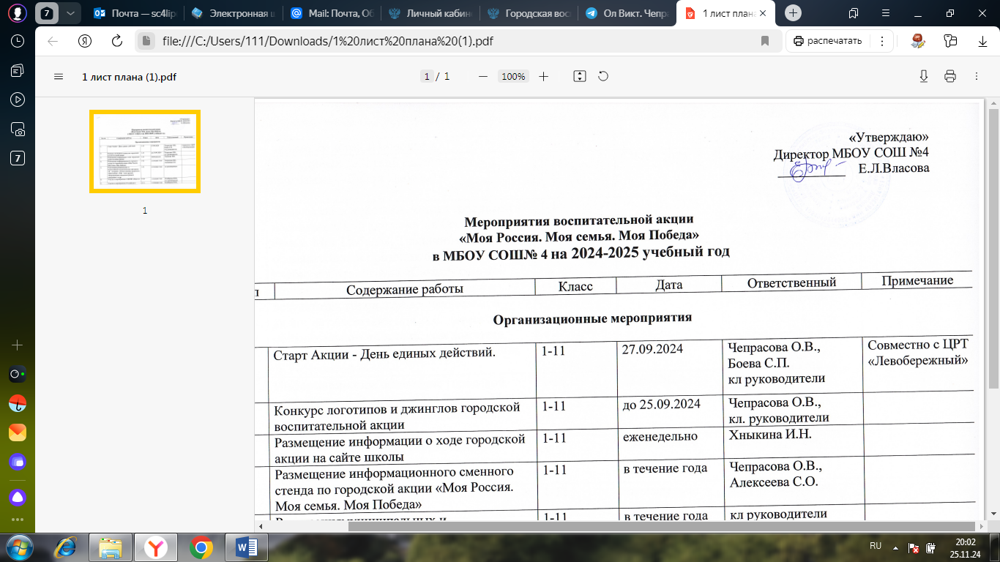 7
Почта — sc4lip
Электронная ш
Mail: Почта, Об
Личный кабин
Городская вос
Ол Викт. Чепра
1 лист плана
file:///C:/Users/111/Downloads/1%20лист%20плана%20(1).pdf
распечатать
1 лист плана (1).pdf
1 / 1
100%
1
7
«Утверждаю»
Директор МБОУ СОШ №4
Е.Л.Власова
Мероприятия воспитательной акции
«Моя Россия. Моя семья. Моя Победа»
в МБОУ СОШ№ 4 на 2024-2025 учебный год
п Содержание работы Класс Дата Ответственный Примечание
Организационные мероприятия
Старт Акции - День единых действий. 1-11 27.09.2024 Чепрасова О.В., Совместно с ЦРТ
Боева С.П. «Левобережный»
кл руководители
Конкурс логотипов и джинглов городской 1-11 до 25.09.2024 Чепрасова О.В.,
воспитательной акции кл. руководители
Размещение информации о ходе городской 1-11 еженедельно Хныкина И.Н.
акции на сайте школы
Размещение информационного сменного 1-11 в течение года Чепрасова О.В.,
стенда по городской акции «Моя Россия. Алексеева С.О.
Моя семья. Моя Победа»
1-11 в течение года кл руководители
RU
20:02
25.11.24